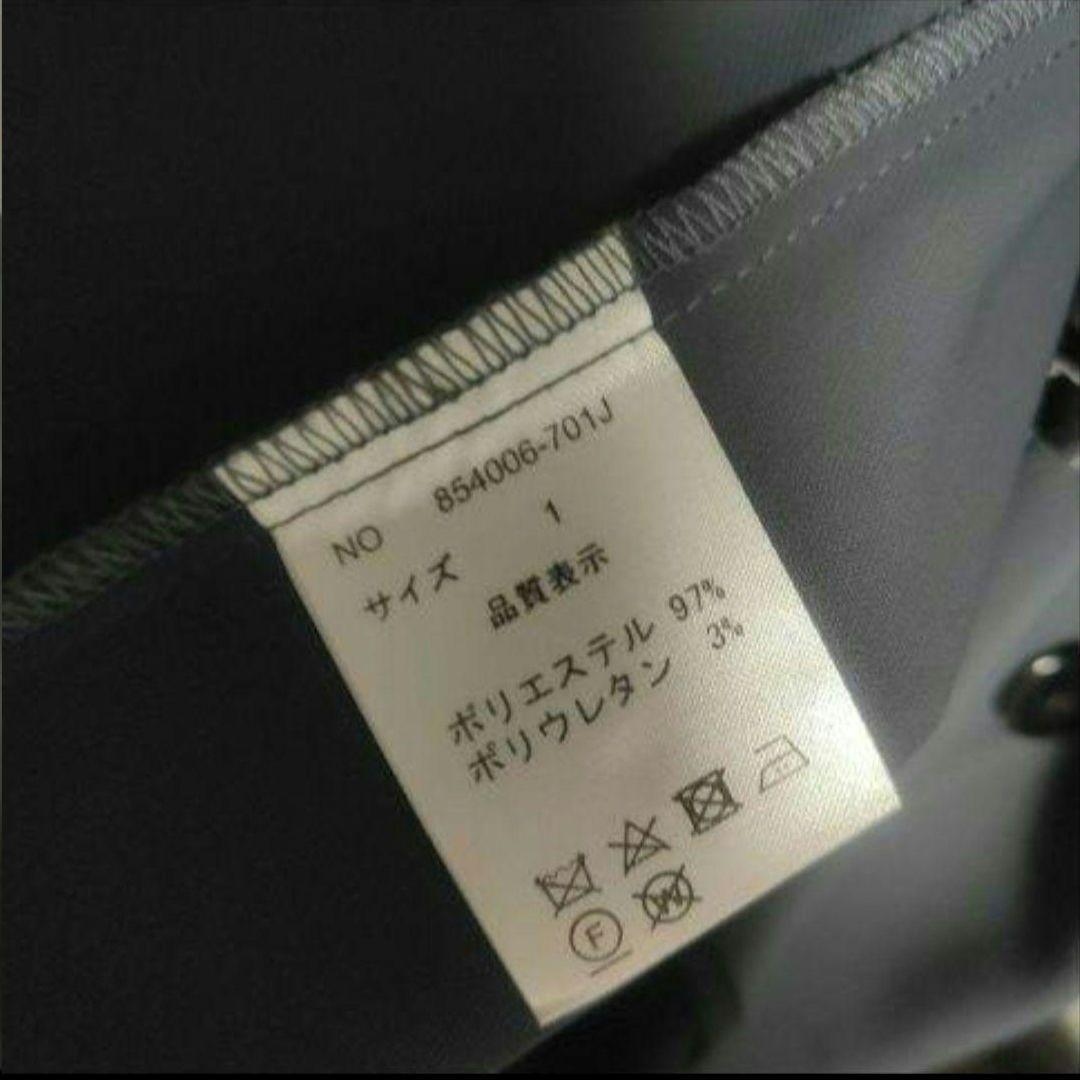 NO 854006-701J
サイズ 1
品質表示
ポリエステル 97%
ポリウレタン 3%
F W